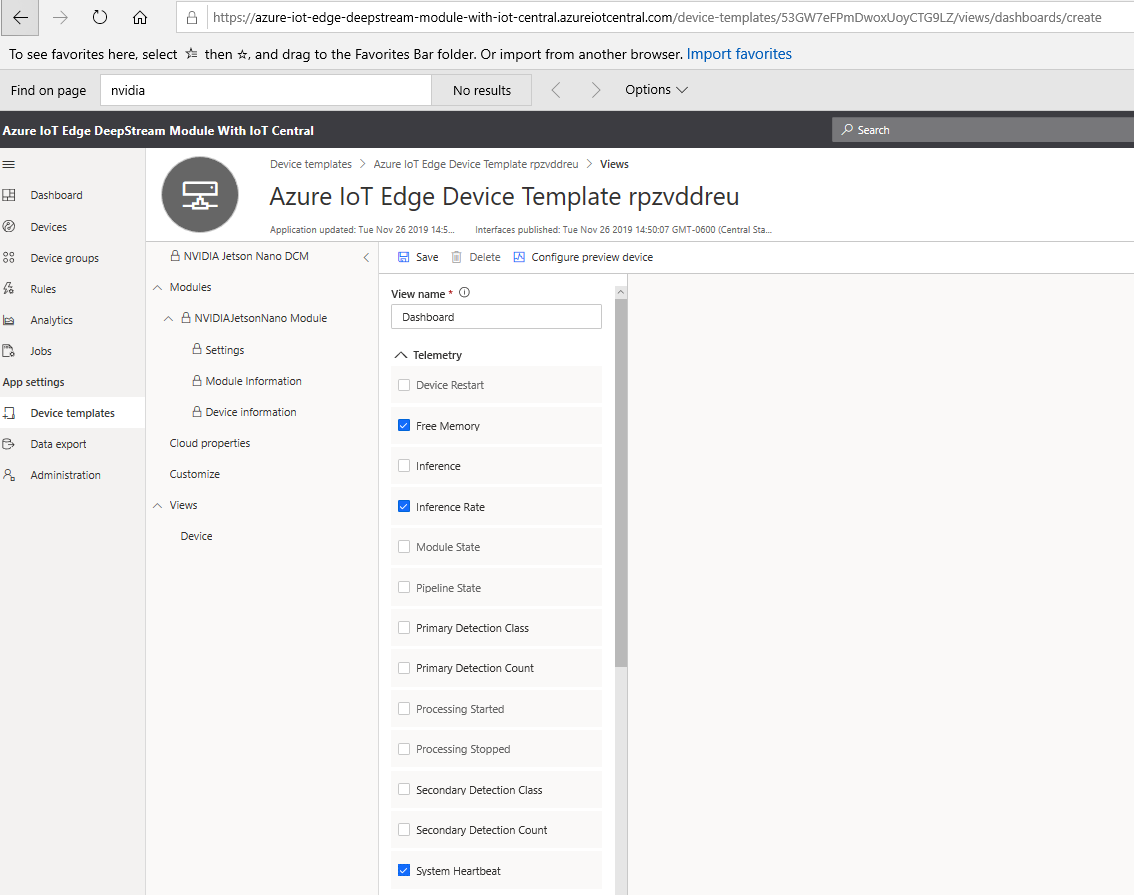 https://azure-iot-edge-deepstream-module-with-iot-central.azureiotcentral.com/device-templates/53GW7eFPmDwoxUoyCTG9LZ/views/dashboards/create
To see favorites here, select then ☆, and drag to the Favorites Bar folder. Or import from another browser. Import favorites
Find on page nvidia No results Options
Azure IoT Edge DeepStream Module With IoT Central Search
Dashboard
Devices
Device groups
Rules
Analytics
Jobs
App settings
Device templates
Data export
Administration
Device templates > Azure IoT Edge Device Template rpzvddreu > Views
Azure IoT Edge Device Template rpzvddreu
Application updated: Tue Nov 26 2019 14:5... Interfaces published: Tue Nov 26 2019 14:50:07 GMT-0600 (Central Sta...
NVIDIA Jetson Nano DCM
Modules
NVIDIAJetsonNano Module
Settings
Module Information
Device information
Cloud properties
Customize
Views
Device
Save Delete Configure preview device
View name *
Dashboard
Telemetry
Device Restart
Free Memory
Inference
Inference Rate
Module State
Pipeline State
Primary Detection Class
Primary Detection Count
Processing Started
Processing Stopped
Secondary Detection Class
Secondary Detection Count
System Heartbeat